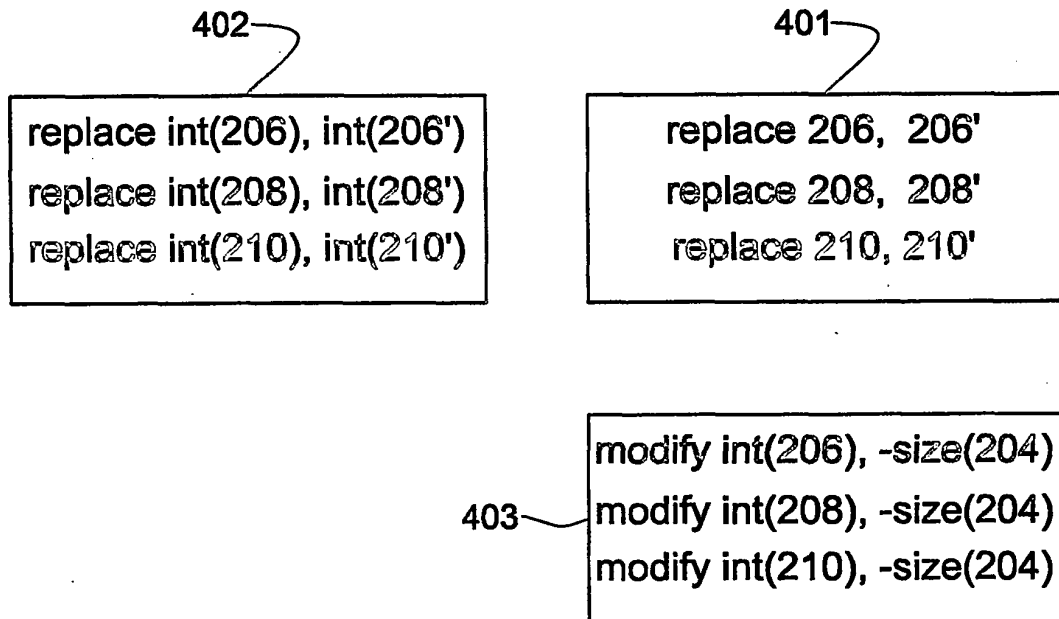 402
401
replace int(206), int(206')
replace int(208), int(208')
replace int(210), int(210')
replace 206, 206'
replace 208, 208'
replace 210, 210'
403
modify int(206), -size(204)
modify int(208), -size(204)
modify int(210), -size(204)